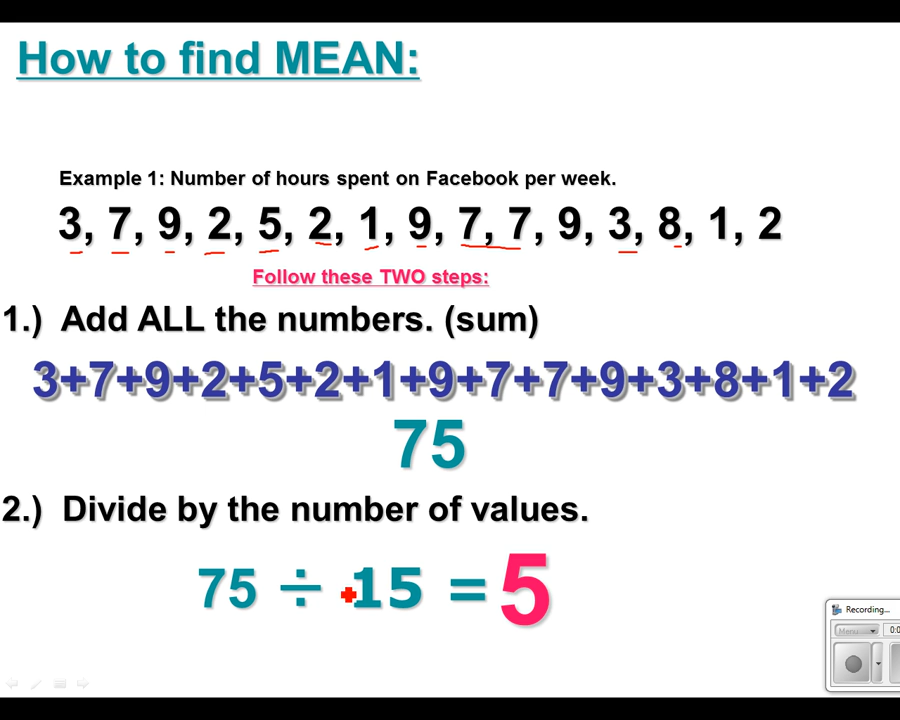 How to find MEAN:
Example 1: Number of hours spent on Facebook per week.
3, 7, 9, 2, 5, 2, 1, 9, 7, 7, 9, 3, 8, 1, 2
Follow these TWO steps:
1.) Add ALL the numbers. (sum)
3+7+9+2+5+2+1+9+7+7+9+3+8+1+2
75
2.) Divide by the number of values.
75 ÷ 15 = 5
Recording...
Menu
0:0